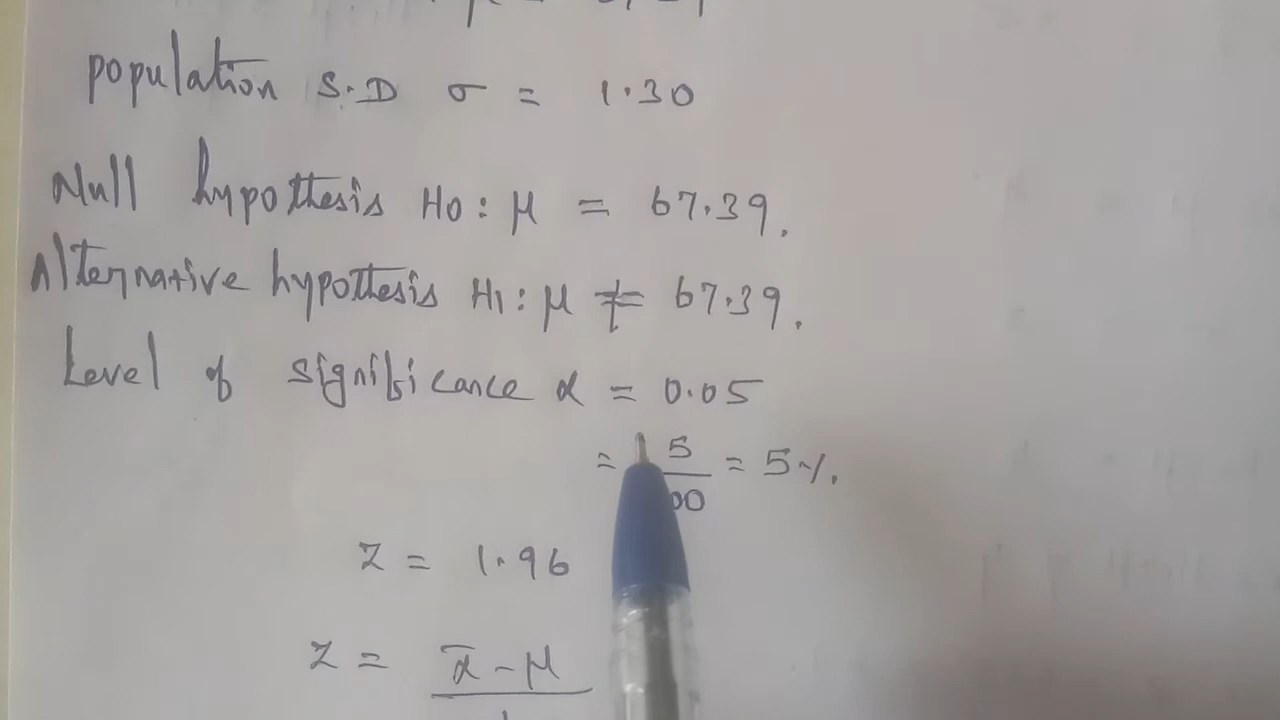 population S.D σ = 1.30
Null hypothesis H0 : μ = 67.39.
Alternative hypothesis H1 : μ ≠ 67.39.
Level of significance α = 0.05
= 5/00 = 5%.
Z = 1.96
Z = x̄ - μ